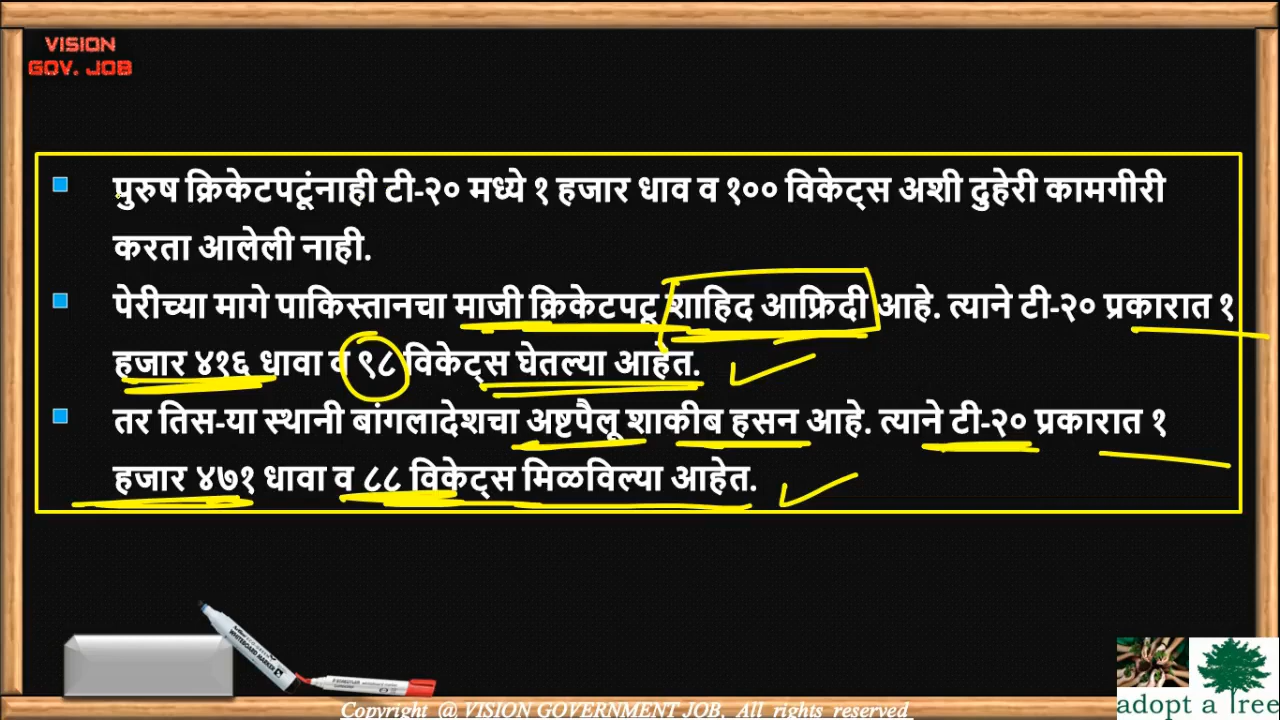 VISION
GOV. JOB
पुरुष क्रिकेटपटूंनाही टी-२० मध्ये १ हजार धाव व १०० विकेट्स अशी दुहेरी कामगीरी
करता आलेली नाही.
पेरीच्या मागे पाकिस्तानचा माजी क्रिकेटपटू शाहिद आफ्रिदी आहे. त्याने टी-२० प्रकारात १
हजार ४१६ धावा व ९८ विकेट्स घेतल्या आहेत.
तर तिस-या स्थानी बांगलादेशचा अष्टपैलू शाकीब हसन आहे. त्याने टी-२० प्रकारात १
हजार ४७१ धावा व ८८ विकेट्स मिळविल्या आहेत.
WHITEBOARD MARKER
adopt a Tree
Copyright @ VISION GOVERNMENT JOB, All rights reserved